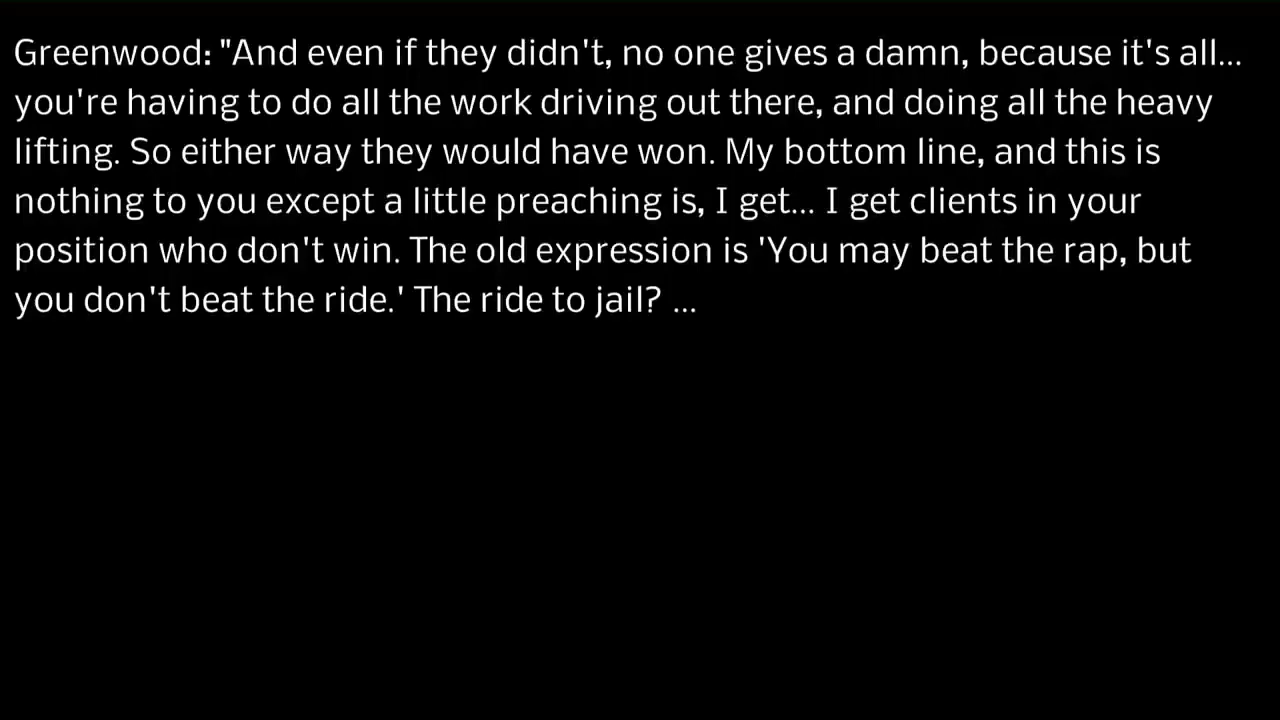 Greenwood: "And even if they didn't, no one gives a damn, because it's all...
you're having to do all the work driving out there, and doing all the heavy
lifting. So either way they would have won. My bottom line, and this is
nothing to you except a little preaching is, I get... I get clients in your
position who don't win. The old expression is 'You may beat the rap, but
you don't beat the ride.' The ride to jail? ...